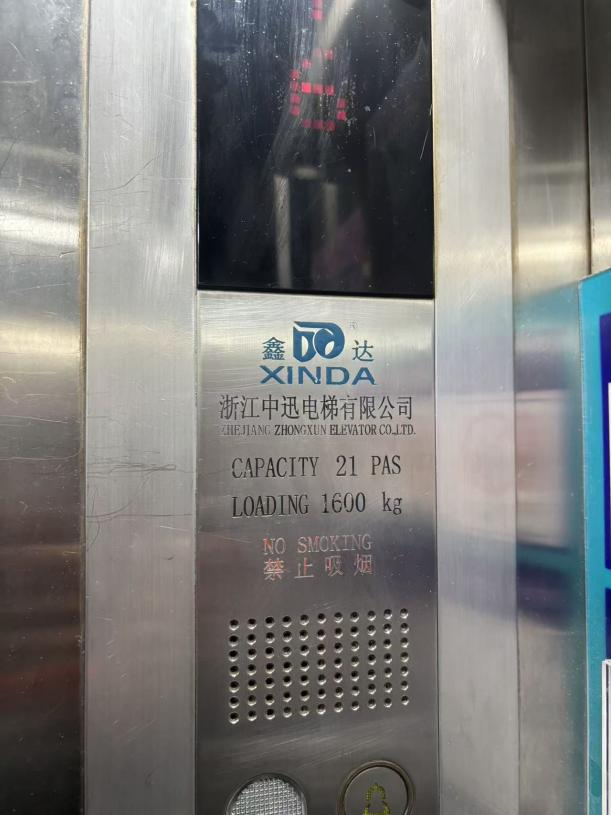 鑫 达
XINDA
浙江中迅电梯有限公司
ZHEJIANG ZHONGXUN ELEVATOR CO.,LTD.
CAPACITY 21 PAS
LOADING 1600 kg
NO SMOKING
禁止吸烟